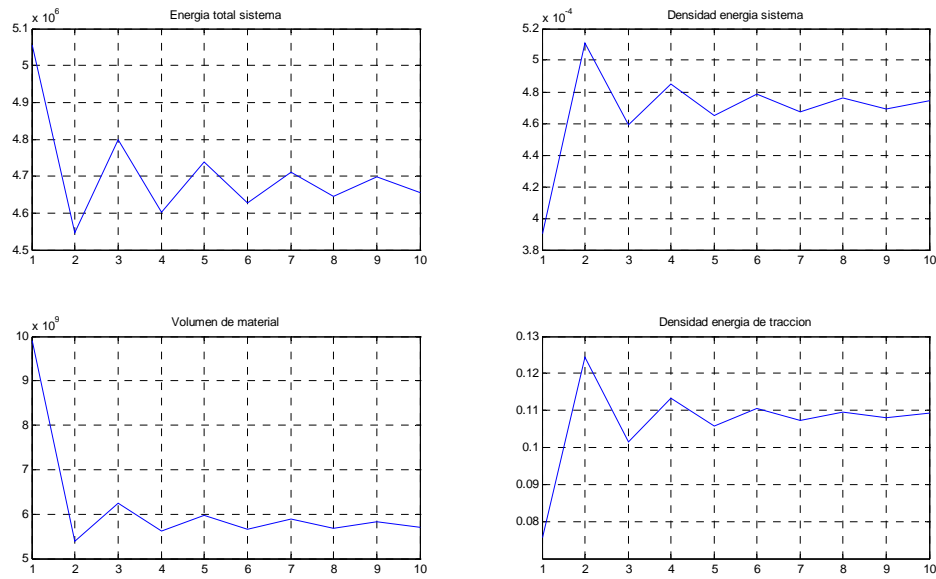 Energia total sistema
x 10⁶
5.1
5
4.9
4.8
4.7
4.6
4.5
1 2 3 4 5 6 7 8 9 10
Densidad energia sistema
x 10⁻⁴
5.2
5
4.8
4.6
4.4
4.2
4
3.8
1 2 3 4 5 6 7 8 9 10
Volumen de material
x 10⁹
10
9
8
7
6
5
1 2 3 4 5 6 7 8 9 10
Densidad energia de traccion
0.13
0.12
0.11
0.1
0.09
0.08
1 2 3 4 5 6 7 8 9 10